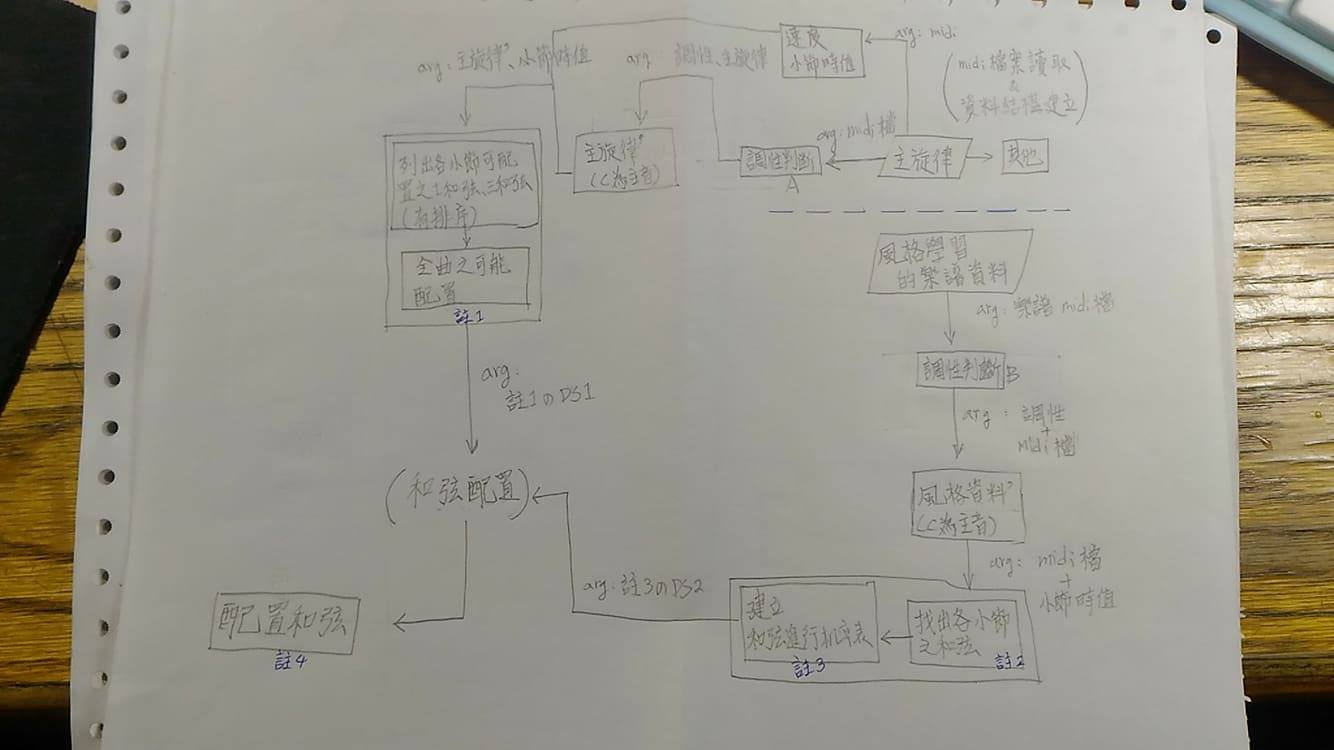 速度
小節時值
arg: midi
(midi檔案讀取
&
資料結構建立)
arg: 主旋律'、小節時值
arg: 調性、主旋律
arg: midi檔
列出各小節可配
三和弦
(有排序)
主旋律'
(C為主音)
調性判斷
A
主旋律
其他
全曲之可能
配置
註1
風格學習
的樂譜資料
arg: 樂譜 midi檔
arg:
註1のDS1
調性判斷 B
arg: 調性
+
midi檔
(和弦配置)
風格資料'
(C為主音)
arg: midi檔
+
小節時值
arg: 註3のDS2
建立
和弦進行机率表
註3
找出各小節
之和弦
註2
配置和弦
註4